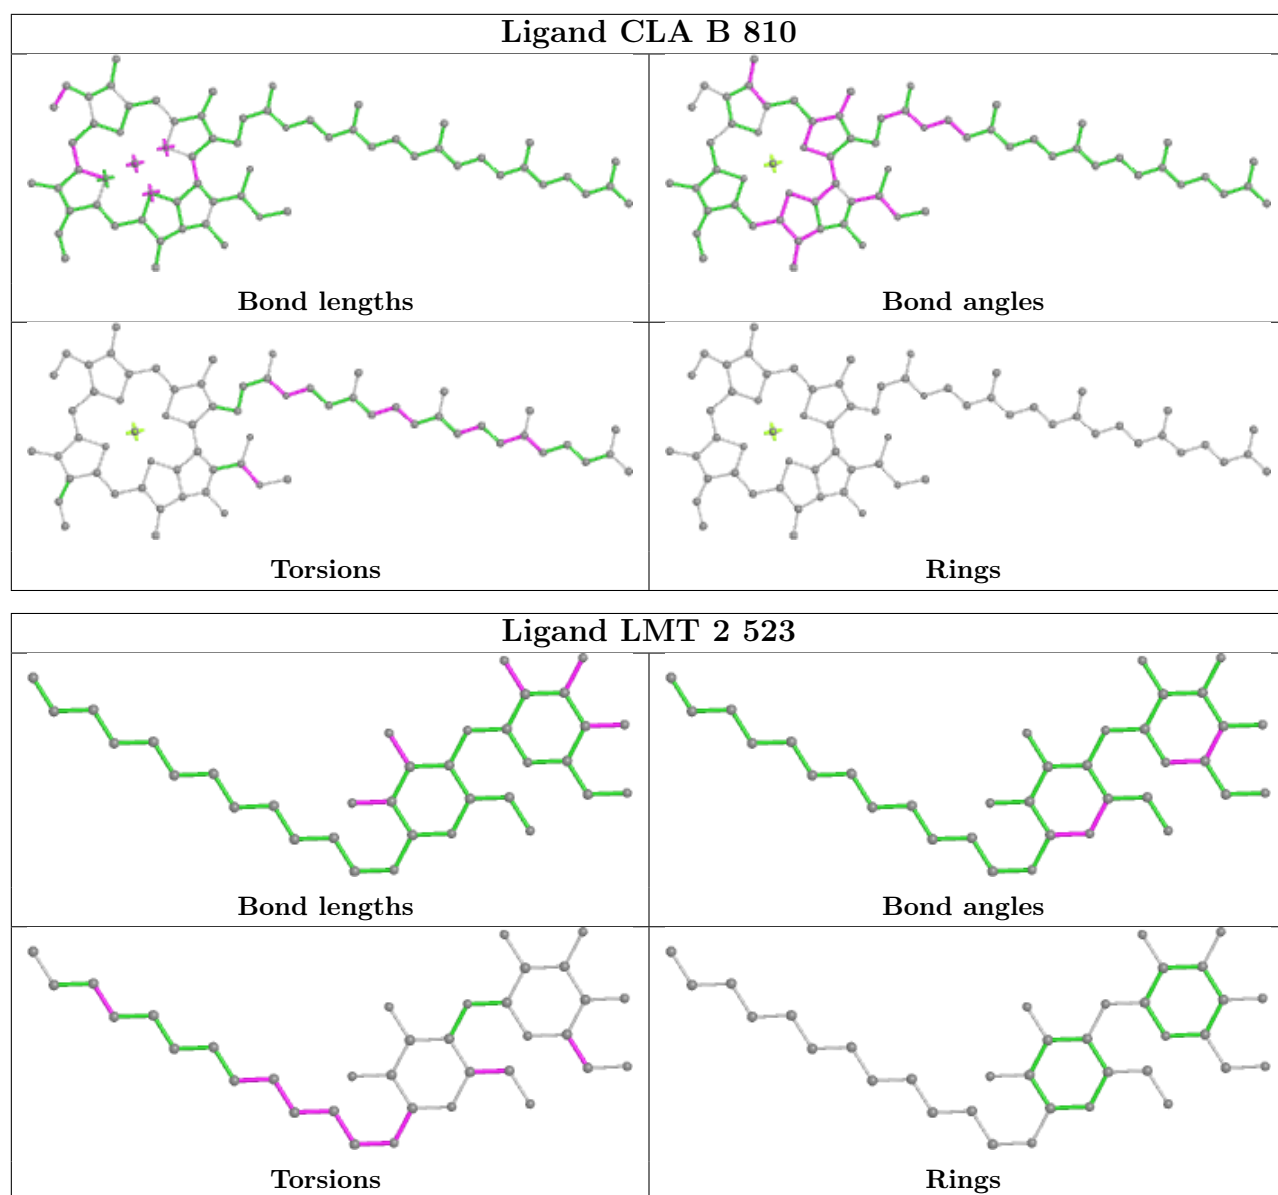 Ligand CLA B 810
Bond lengths
Bond angles
Torsions
Rings
Ligand LMT 2 523
Bond lengths
Bond angles
Torsions
Rings